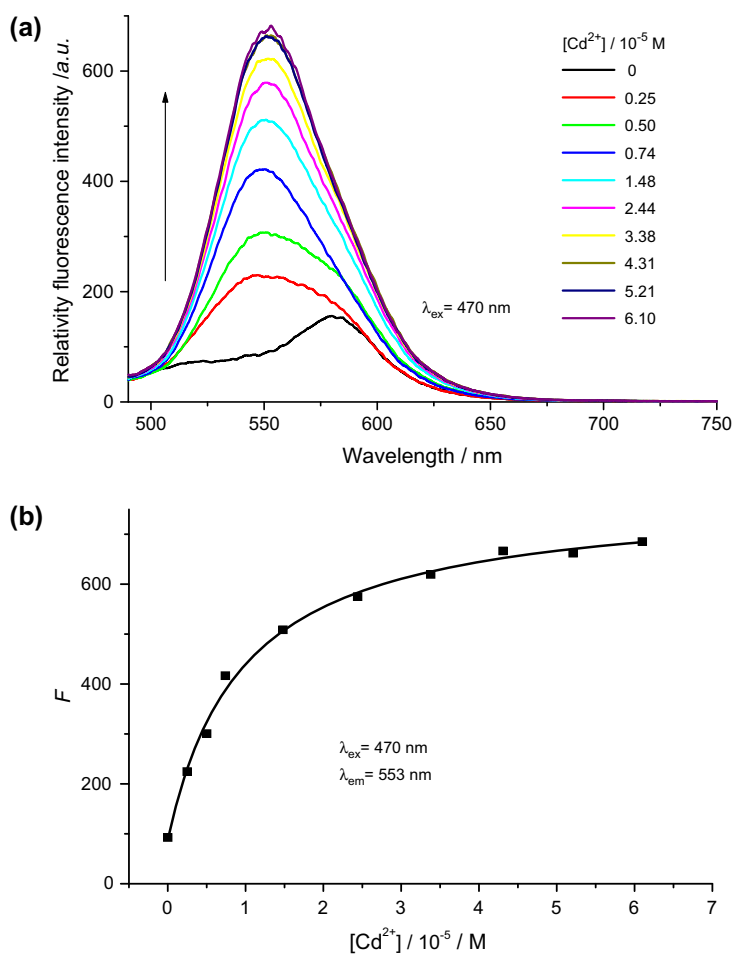 (a)
Relativity fluorescence intensity /a.u.
600
400
200
0
500 550 600 650 700 750
Wavelength / nm
[Cd²⁺] / 10⁻⁵ M
0
0.25
0.50
0.74
1.48
2.44
3.38
4.31
5.21
6.10
λex= 470 nm
(b)
F
600
400
200
0
0 1 2 3 4 5 6 7
[Cd²⁺] / 10⁻⁵ / M
λex= 470 nm
λem= 553 nm